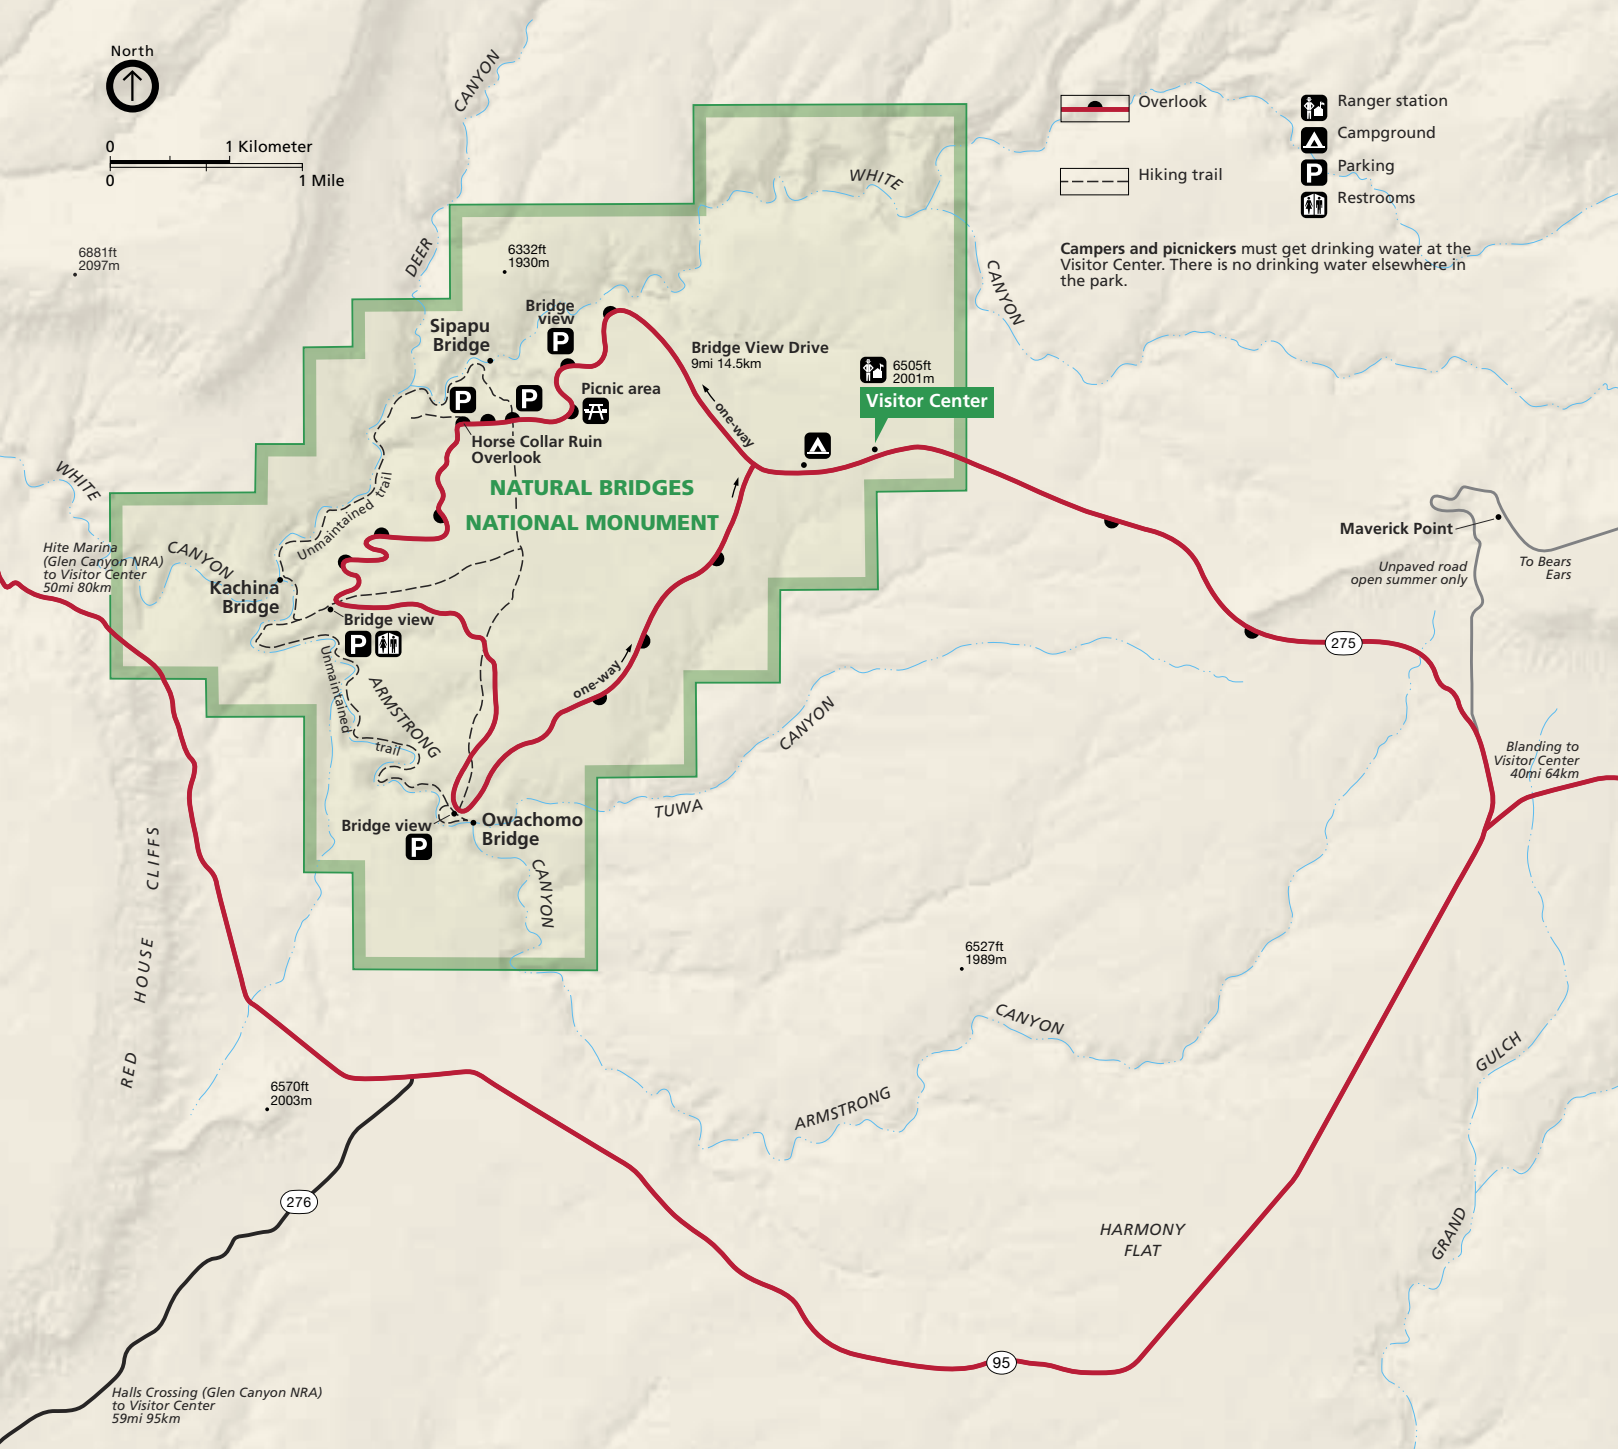 North
0 1 Kilometer
0 1 Mile
CANYON
DEER
WHITE
CANYON
Overlook
Hiking trail
Ranger station
Campground
Parking
Restrooms
Campers and picnickers must get drinking water at the
Visitor Center. There is no drinking water elsewhere in
the park.
6881ft
2097m
6332ft
1930m
Bridge
view
P
Sipapu
Bridge
Bridge View Drive
9mi 14.5km
6505ft
2001m
Visitor Center
Picnic area
P
P
one-way
Horse Collar Ruin
Overlook
NATURAL BRIDGES
NATIONAL MONUMENT
Unmaintained trail
WHITE
CANYON
Hite Marina
(Glen Canyon NRA)
to Visitor Center
50mi 80km
Kachina
Bridge
Bridge view
P
Unmaintained
trail
ARMSTRONG
one-way
Maverick Point
Unpaved road
open summer only
To Bears
Ears
275
Blanding to
Visitor Center
40mi 64km
CANYON
TUWA
Bridge view
P
Owachomo
Bridge
CANYON
RED HOUSE CLIFFS
6527ft
1989m
CANYON
ARMSTRONG
GULCH
GRAND
6570ft
2003m
276
HARMONY
FLAT
95
Halls Crossing (Glen Canyon NRA)
to Visitor Center
59mi 95km
P